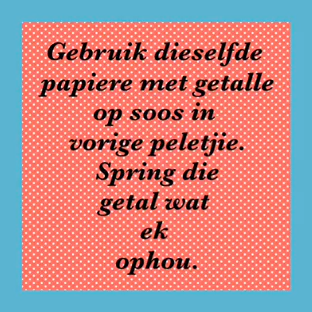 Gebruik dieselfde
papiere met getalle
op soos in
vorige peletjie.
Spring die
getal wat
ek
ophou.